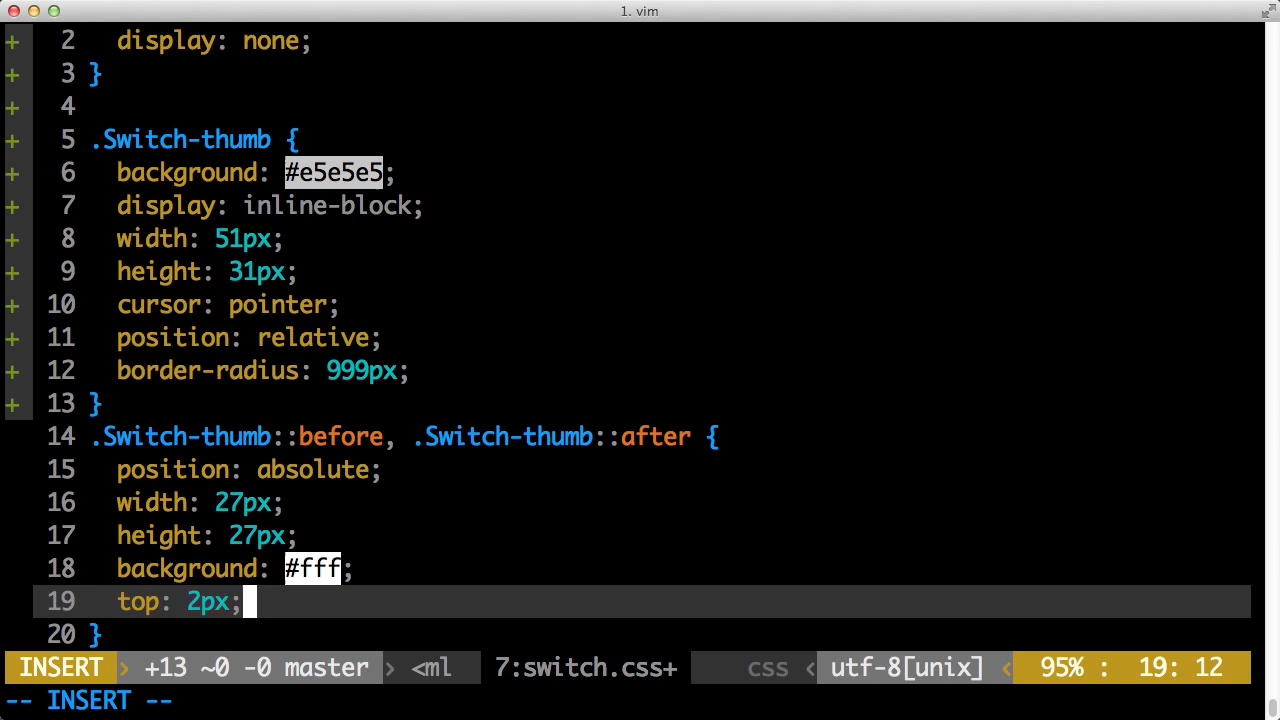 1. vim
+ 2 display: none;
+ 3 }
+ 4
+ 5 .Switch-thumb {
+ 6 background: #e5e5e5;
+ 7 display: inline-block;
+ 8 width: 51px;
+ 9 height: 31px;
+ 10 cursor: pointer;
+ 11 position: relative;
+ 12 border-radius: 999px;
+ 13 }
14 .Switch-thumb::before, .Switch-thumb::after {
15 position: absolute;
16 width: 27px;
17 height: 27px;
18 background: #fff;
19 top: 2px;
20 }
INSERT > +13 ~0 -0 master > <ml 7:switch.css+ css < utf-8[unix] < 95% : 19: 12
-- INSERT --